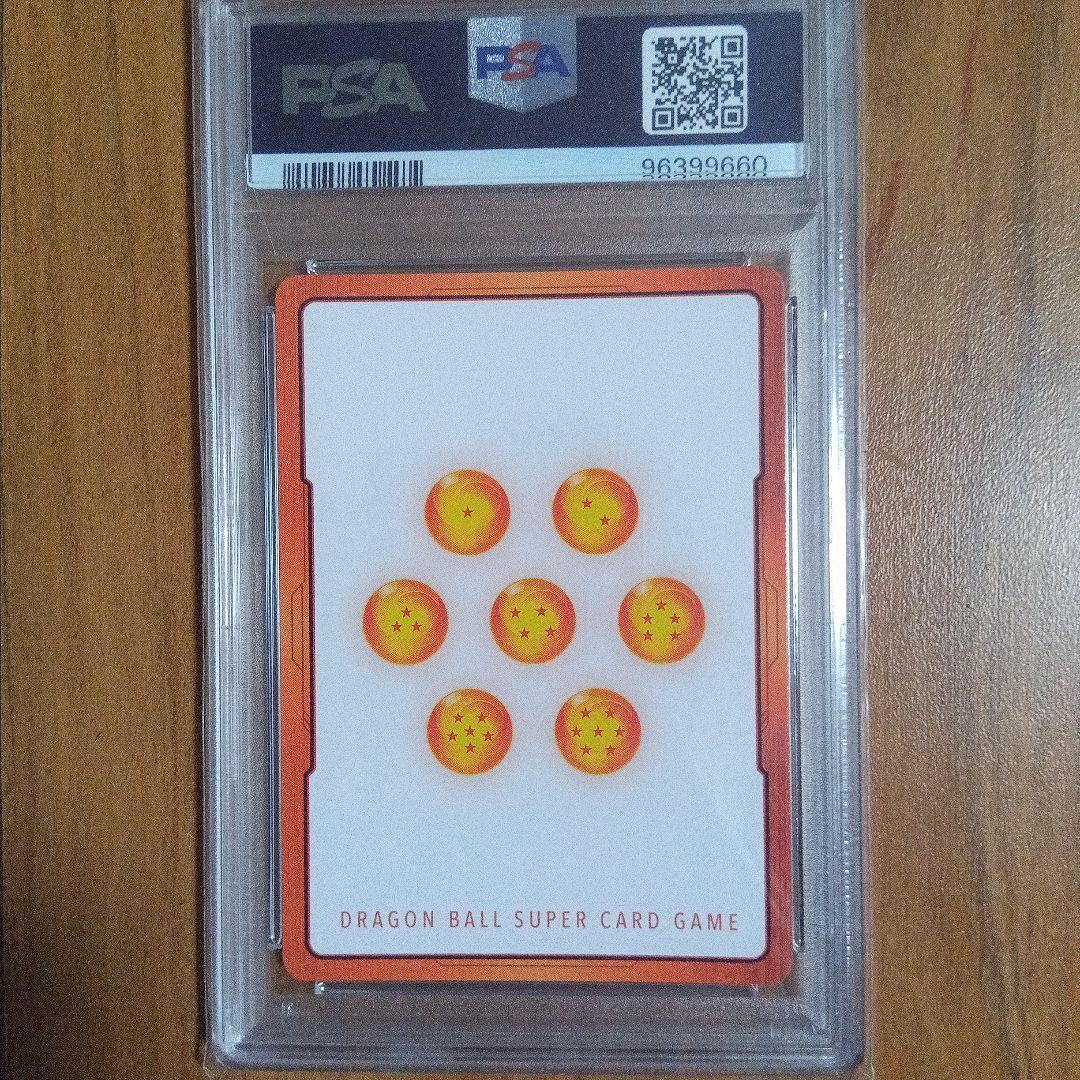 PSA
PSA
96399660
DRAGON BALL SUPER CARD GAME